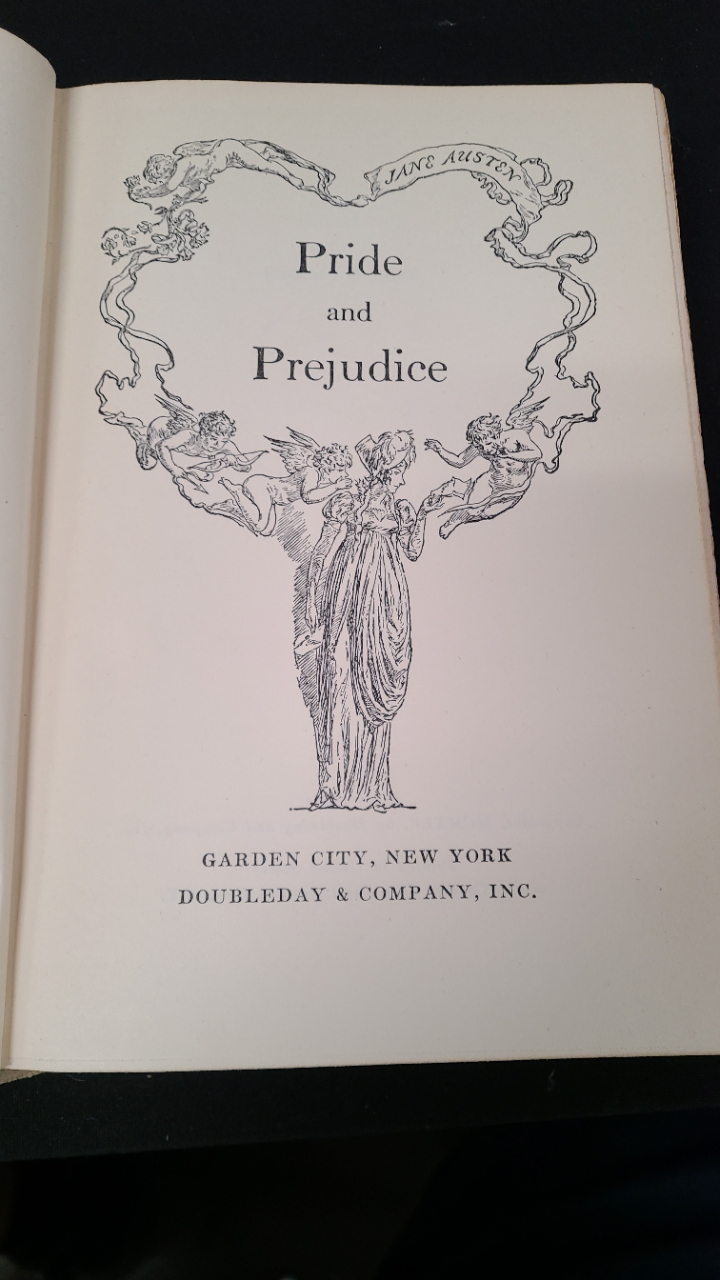 JANE AUSTEN
Pride
and
Prejudice
GARDEN CITY, NEW YORK
DOUBLEDAY & COMPANY, INC.